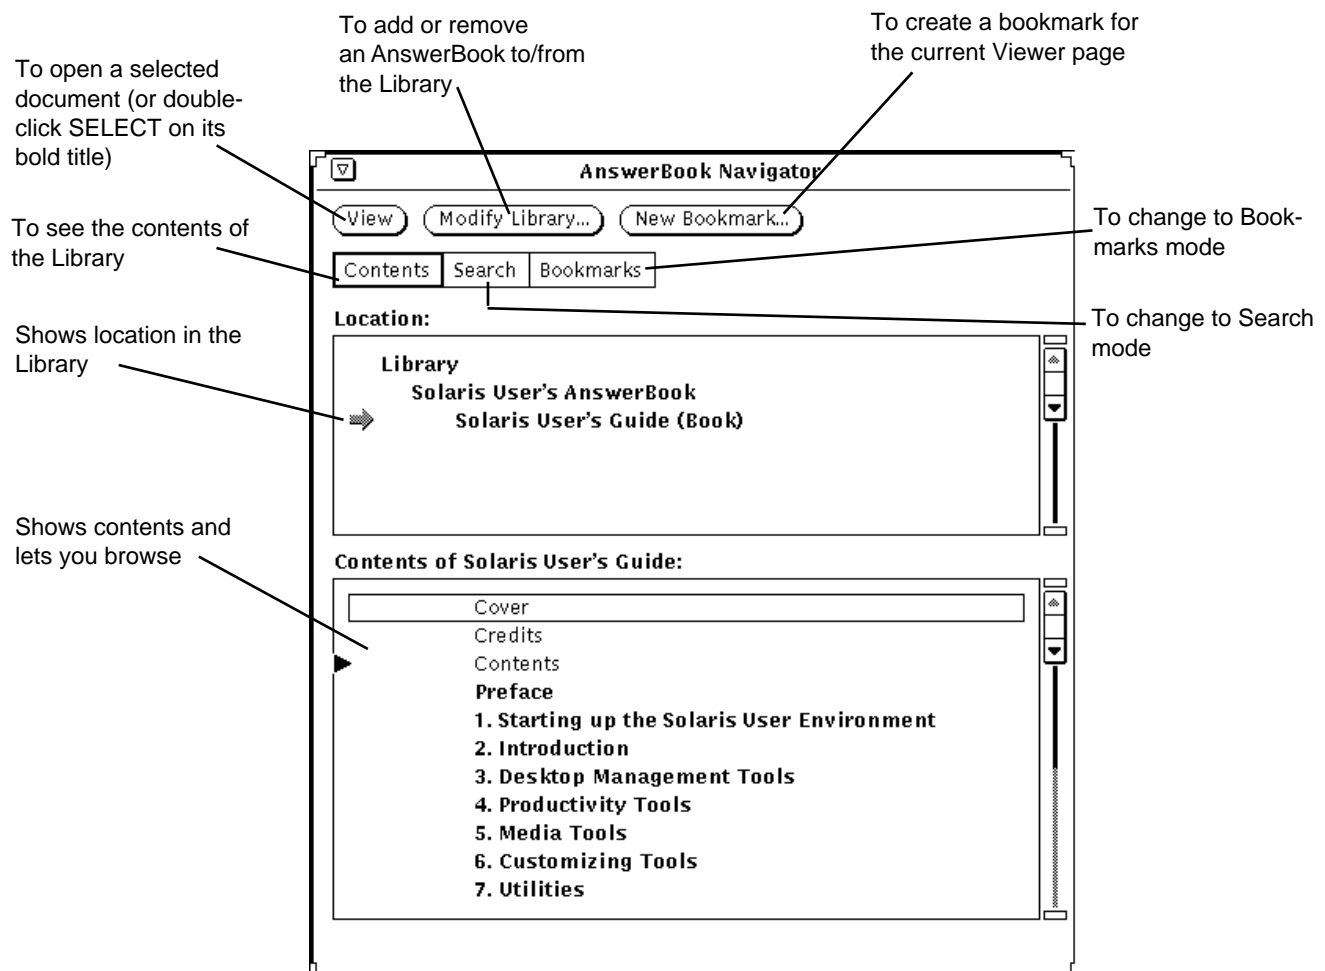 To add or remove
an AnswerBook to/from
the Library
To create a bookmark for
the current Viewer page
To open a selected
document (or double-
click SELECT on its
bold title)
AnswerBook Navigator
View
Modify Library...
New Bookmark...
To see the contents of
the Library
To change to Book-
marks mode
Contents
Search
Bookmarks
Location:
To change to Search
mode
Shows location in the
Library
Library
Solaris User's AnswerBook
Solaris User's Guide (Book)
Shows contents and
lets you browse
Contents of Solaris User's Guide:
Cover
Credits
Contents
Preface
1. Starting up the Solaris User Environment
2. Introduction
3. Desktop Management Tools
4. Productivity Tools
5. Media Tools
6. Customizing Tools
7. Utilities